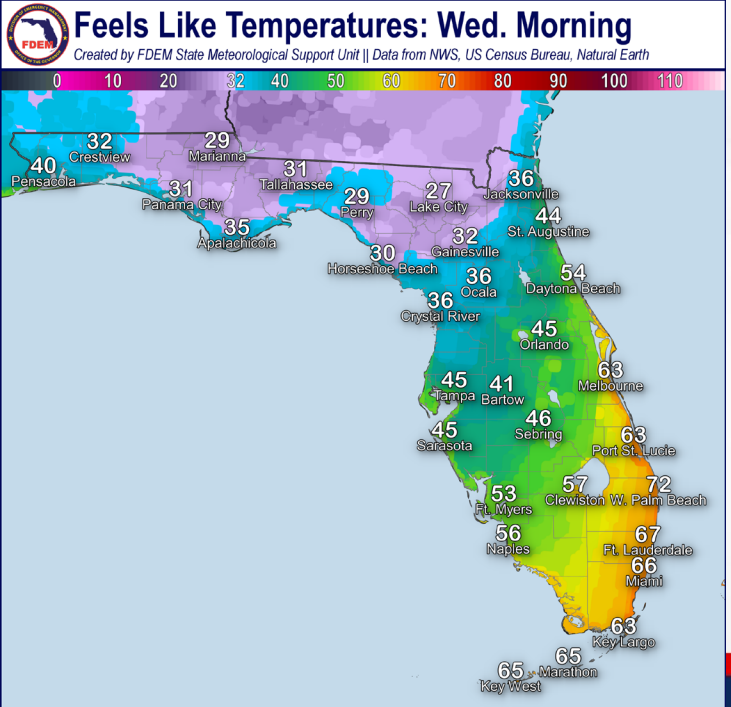 DIVISION OF EMERGENCY MANAGEMENT
FDEM
Feels Like Temperatures: Wed. Morning
Created by FDEM State Meteorological Support Unit || Data from NWS, US Census Bureau, Natural Earth
0 10 20 32 40 50 60 70 80 90 100 110
32
Crestview
29
Marianna
40
Pensacola
31
Panama City
31
Tallahassee
35
Apalachicola
29
Perry
27
Lake City
36
Jacksonville
44
St. Augustine
32
Gainesville
30
Horseshoe Beach
36
Ocala
54
Daytona Beach
36
Crystal River
45
Orlando
63
Melbourne
45
Tampa
41
Bartow
46
Sebring
45
Sarasota
63
Port St. Lucie
53
Ft. Myers
57
Clewiston
72
W. Palm Beach
56
Naples
67
Ft. Lauderdale
66
Miami
63
Key Largo
65
Marathon
65
Key West